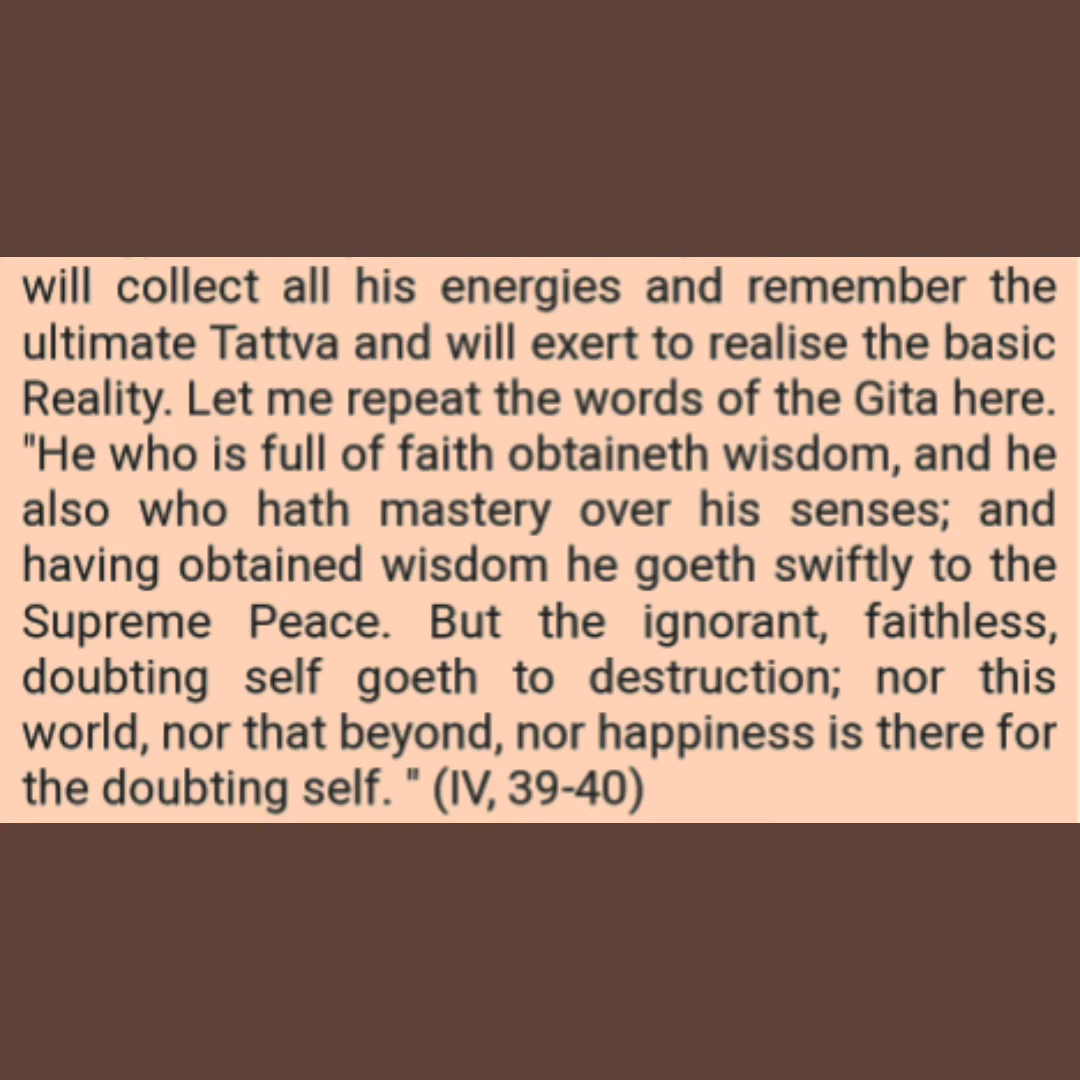 will collect all his energies and remember the
ultimate Tattva and will exert to realise the basic
Reality. Let me repeat the words of the Gita here.
"He who is full of faith obtaineth wisdom, and he
also who hath mastery over his senses; and
having obtained wisdom he goeth swiftly to the
Supreme Peace. But the ignorant, faithless,
doubting self goeth to destruction; nor this
world, nor that beyond, nor happiness is there for
the doubting self. " (IV, 39-40)